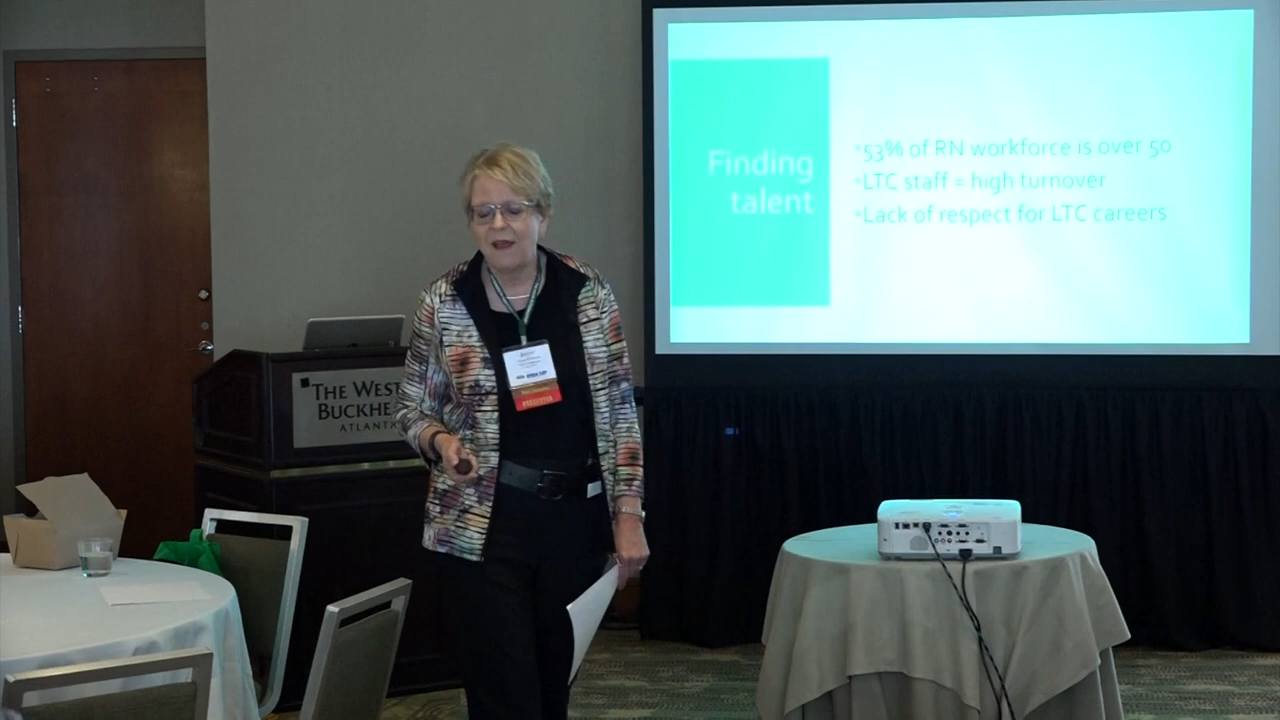 Finding
talent
•53% of RN workforce is over 50
•LTC staff = high turnover
•Lack of respect for LTC careers
THE WEST
BUCKHEA
ATLANTA
PRESENTER